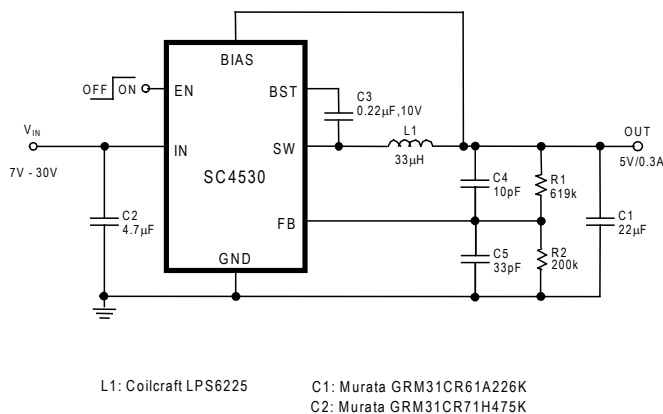 BIAS
OFF ON
EN
BST
C3
0.22µF,10V
L1
33µH
VIN
7V - 30V
IN
SW
SC4530
OUT
5V/0.3A
C4
10pF
R1
619k
C2
4.7µF
FB
C1
22µF
C5
33pF
R2
200k
GND
L1: Coilcraft LPS6225
C1: Murata GRM31CR61A226K
C2: Murata GRM31CR71H475K